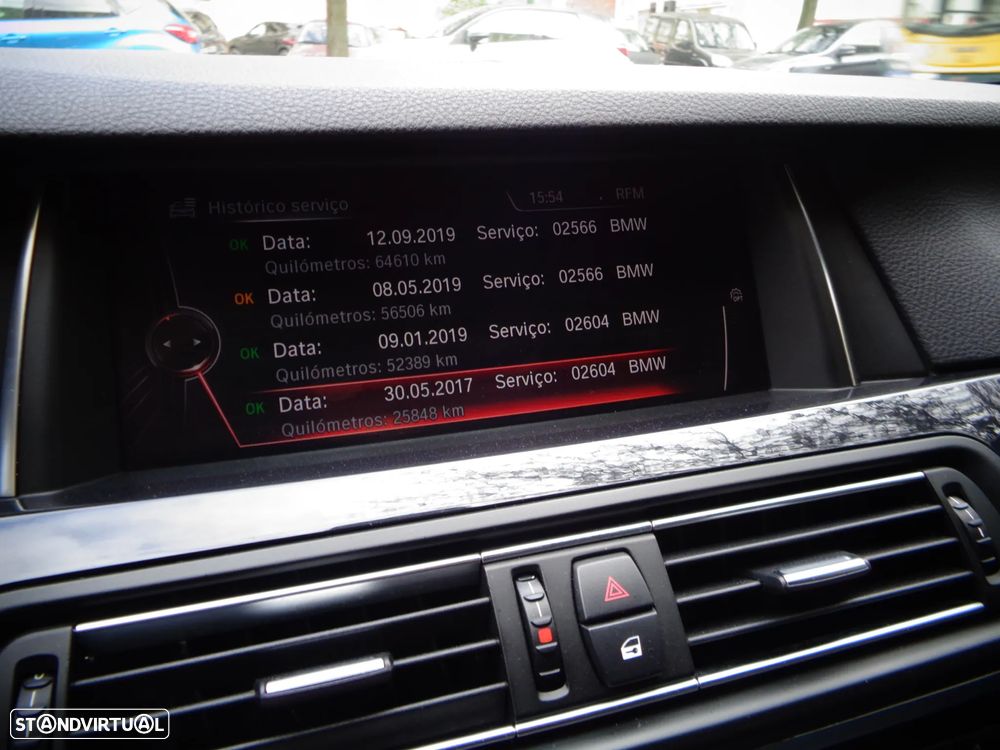 Histórico serviço 15:54 . RFM
OK Data: 12.09.2019 Serviço: 02566 BMW
Quilómetros: 64610 km
OK Data: 08.05.2019 Serviço: 02566 BMW
Quilómetros: 56506 km
OK Data: 09.01.2019 Serviço: 02604 BMW
Quilómetros: 52389 km
OK Data: 30.05.2017 Serviço: 02604 BMW
Quilómetros: 25848 km
STANDVIRTUAL